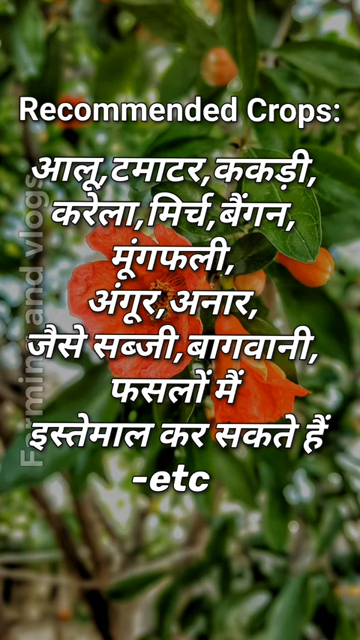 Recommended Crops:
आलू,टमाटर,ककड़ी,
करेला,मिर्च,बैंगन,
मूंगफली,
अंगूर,अनार,
जैसे सब्जी,बागवानी,
फसलों मैं
इस्तेमाल कर सकते हैं
-etc
Farming and vlogs